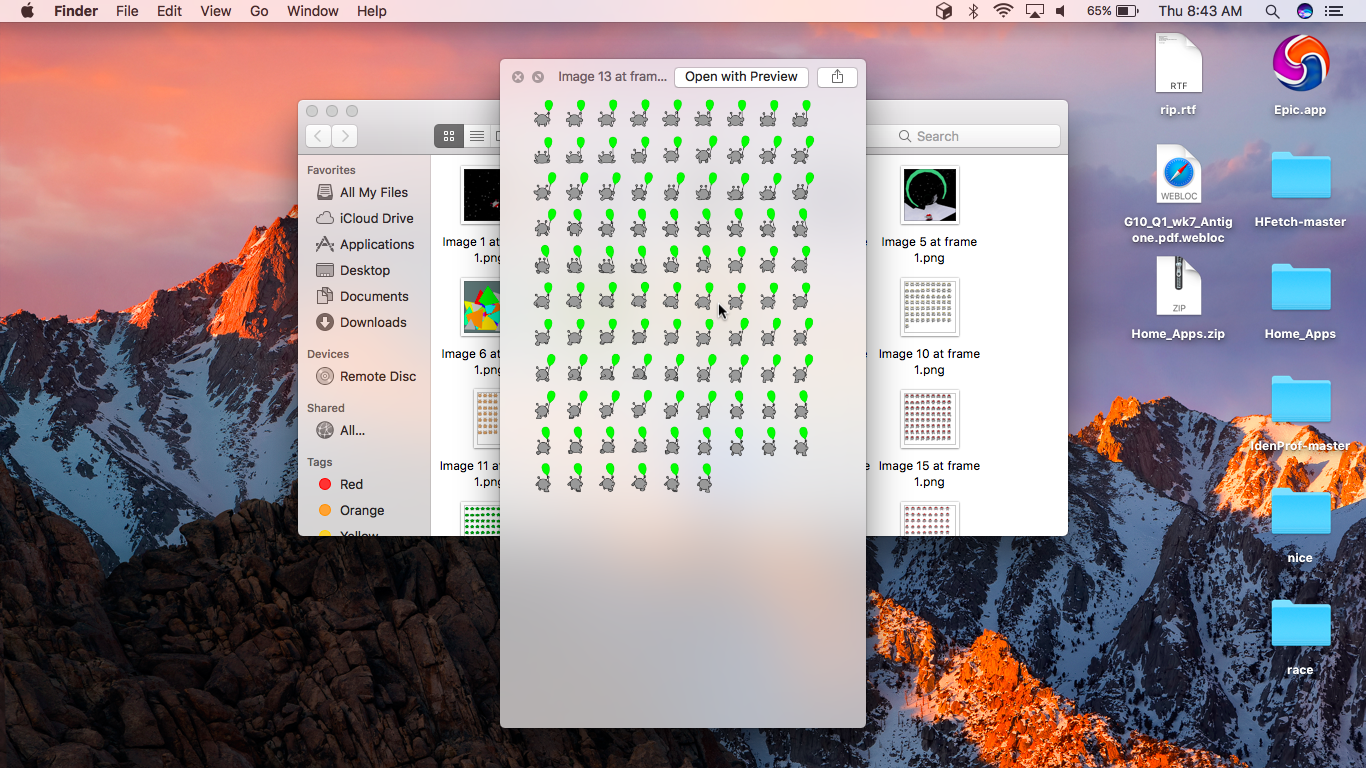 Finder File Edit View Go Window Help 65% Thu 8:43 AM
Image 13 at fram... Open with Preview
Search
Favorites
All My Files
iCloud Drive
Applications
Desktop
Documents
Downloads
Devices
Remote Disc
Shared
All...
Tags
Red
Orange
Yellow
Image 1 at
1.png
Image 5 at frame
1.png
Image 6 at
1.png
Image 10 at frame
1.png
Image 11 at
1.png
Image 15 at frame
1.png
RTF
rip.rtf
Epic.app
WEBLOC
G10_Q1_wk7_Antig
one.pdf.webloc
HFetch-master
ZIP
Home_Apps.zip
Home_Apps
IdenProf-master
nice
race